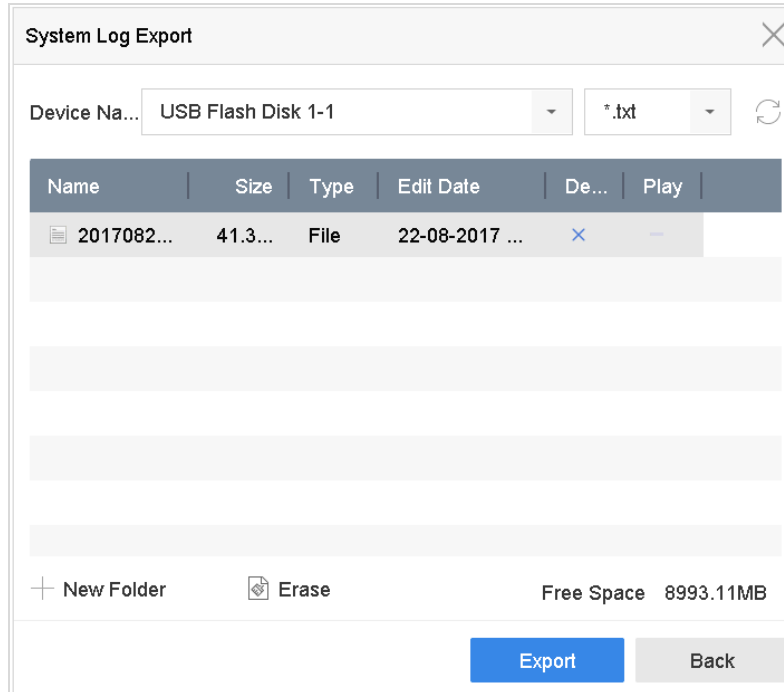 System Log Export
Device Na... USB Flash Disk 1-1 *.txt
Name Size Type Edit Date De... Play
2017082... 41.3... File 22-08-2017 ...
New Folder Erase Free Space 8993.11MB
Export Back